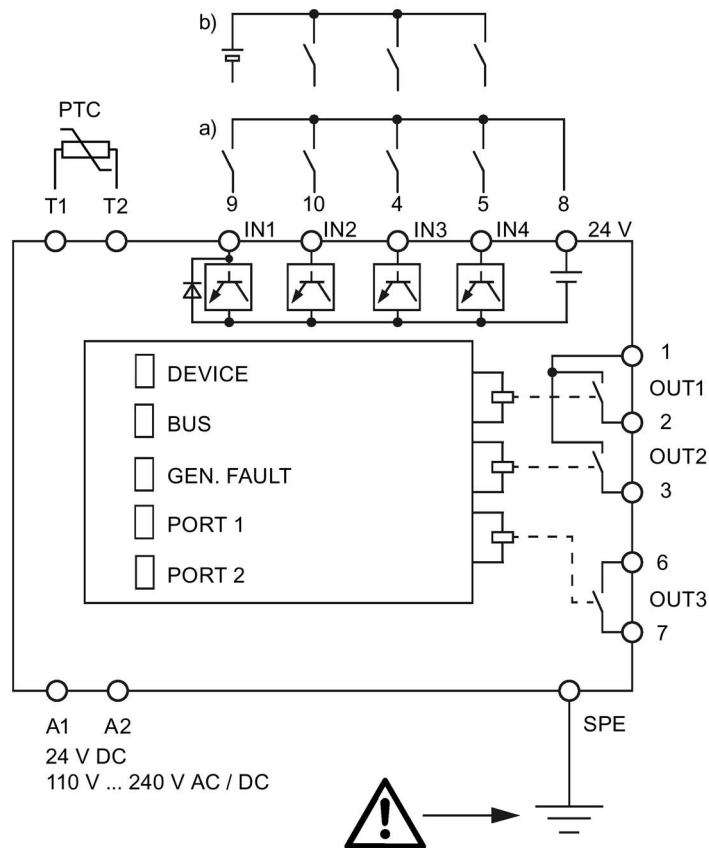 b)
PTC
a)
T1 T2 9 10 4 5 8
IN1 IN2 IN3 IN4 24 V
1
DEVICE
OUT1
BUS
2
OUT2
GEN. FAULT
3
PORT 1
6
PORT 2
OUT3
7
A1 A2 SPE
24 V DC
110 V ... 240 V AC / DC
!